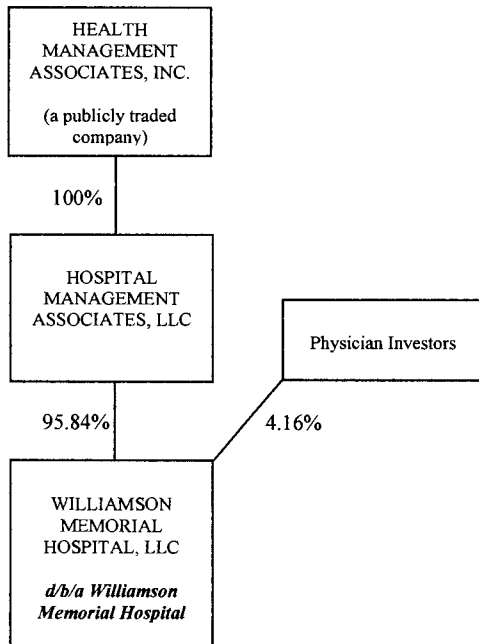 HEALTH
MANAGEMENT
ASSOCIATES, INC.
(a publicly traded
company)
100%
HOSPITAL
MANAGEMENT
ASSOCIATES, LLC
Physician Investors
95.84%
4.16%
WILLIAMSON
MEMORIAL
HOSPITAL, LLC
d/b/a Williamson
Memorial Hospital